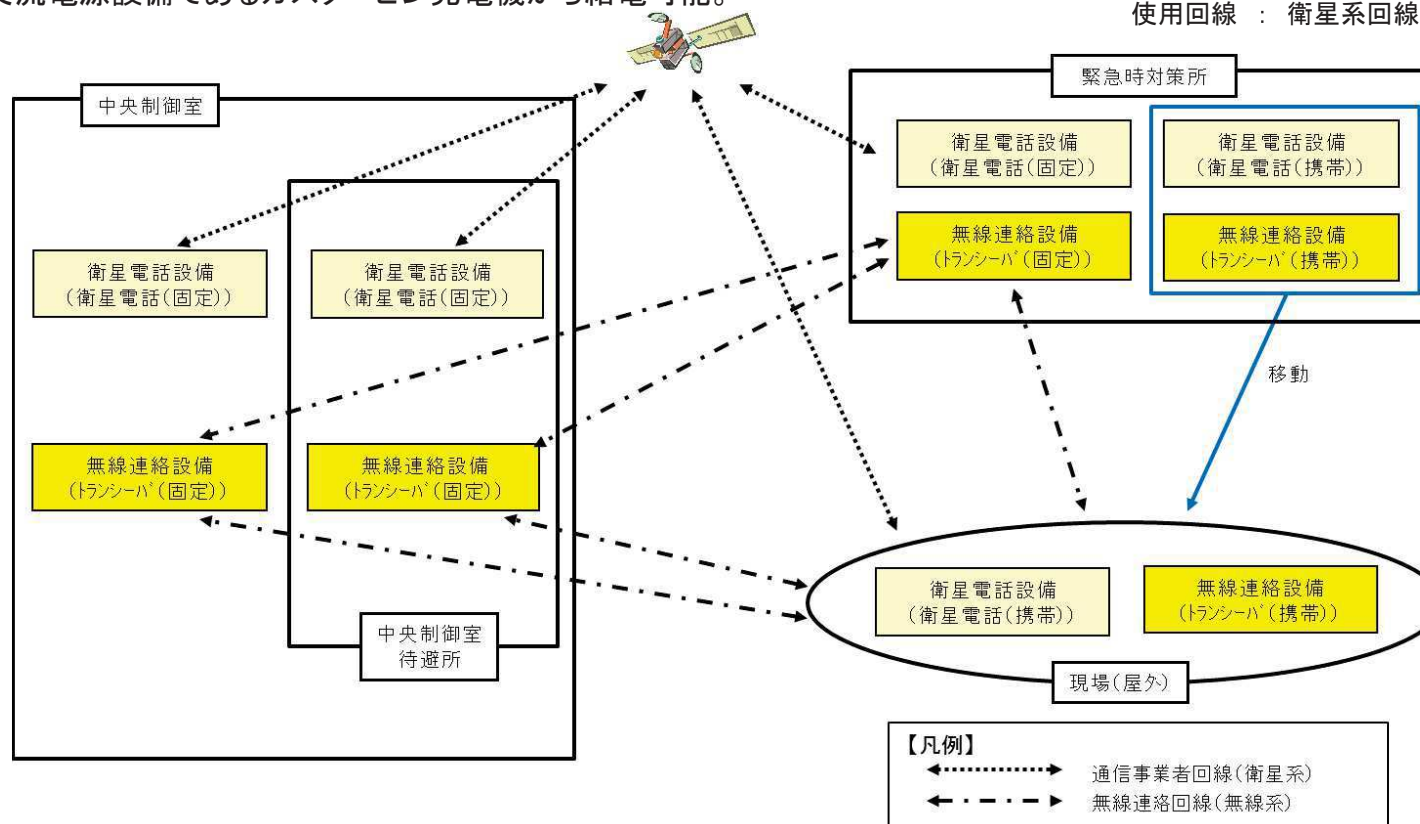 使用回線 : 衛星系回線
中央制御室
緊急時対策所
衛星電話設備
(衛星電話(固定))
衛星電話設備
(衛星電話(携帯))
無線連絡設備
(ﾄﾗﾝｼｰﾊﾞ(固定))
無線連絡設備
(ﾄﾗﾝｼｰﾊﾞ(携帯))
衛星電話設備
(衛星電話(固定))
衛星電話設備
(衛星電話(固定))
移動
無線連絡設備
(ﾄﾗﾝｼｰﾊﾞ(固定))
無線連絡設備
(ﾄﾗﾝｼｰﾊﾞ(固定))
衛星電話設備
(衛星電話(携帯))
無線連絡設備
(ﾄﾗﾝｼｰﾊﾞ(携帯))
中央制御室
待避所
現場(屋外)
【凡例】
通信事業者回線(衛星系)
無線連絡回線(無線系)